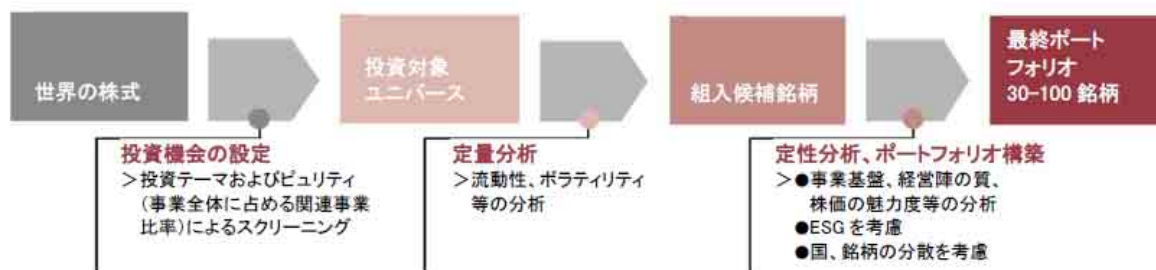 世界の株式
投資対象
ユニバース
組入候補銘柄
最終ポート
フォリオ
30-100 銘柄
投資機会の設定
＞投資テーマおよびピュリティ
（事業全体に占める関連事業
比率）によるスクリーニング
定量分析
＞流動性、ボラティリティ
等の分析
定性分析、ポートフォリオ構築
＞●事業基盤、経営陣の質、
株価の魅力度等の分析
●ESG を考慮
●国、銘柄の分散を考慮